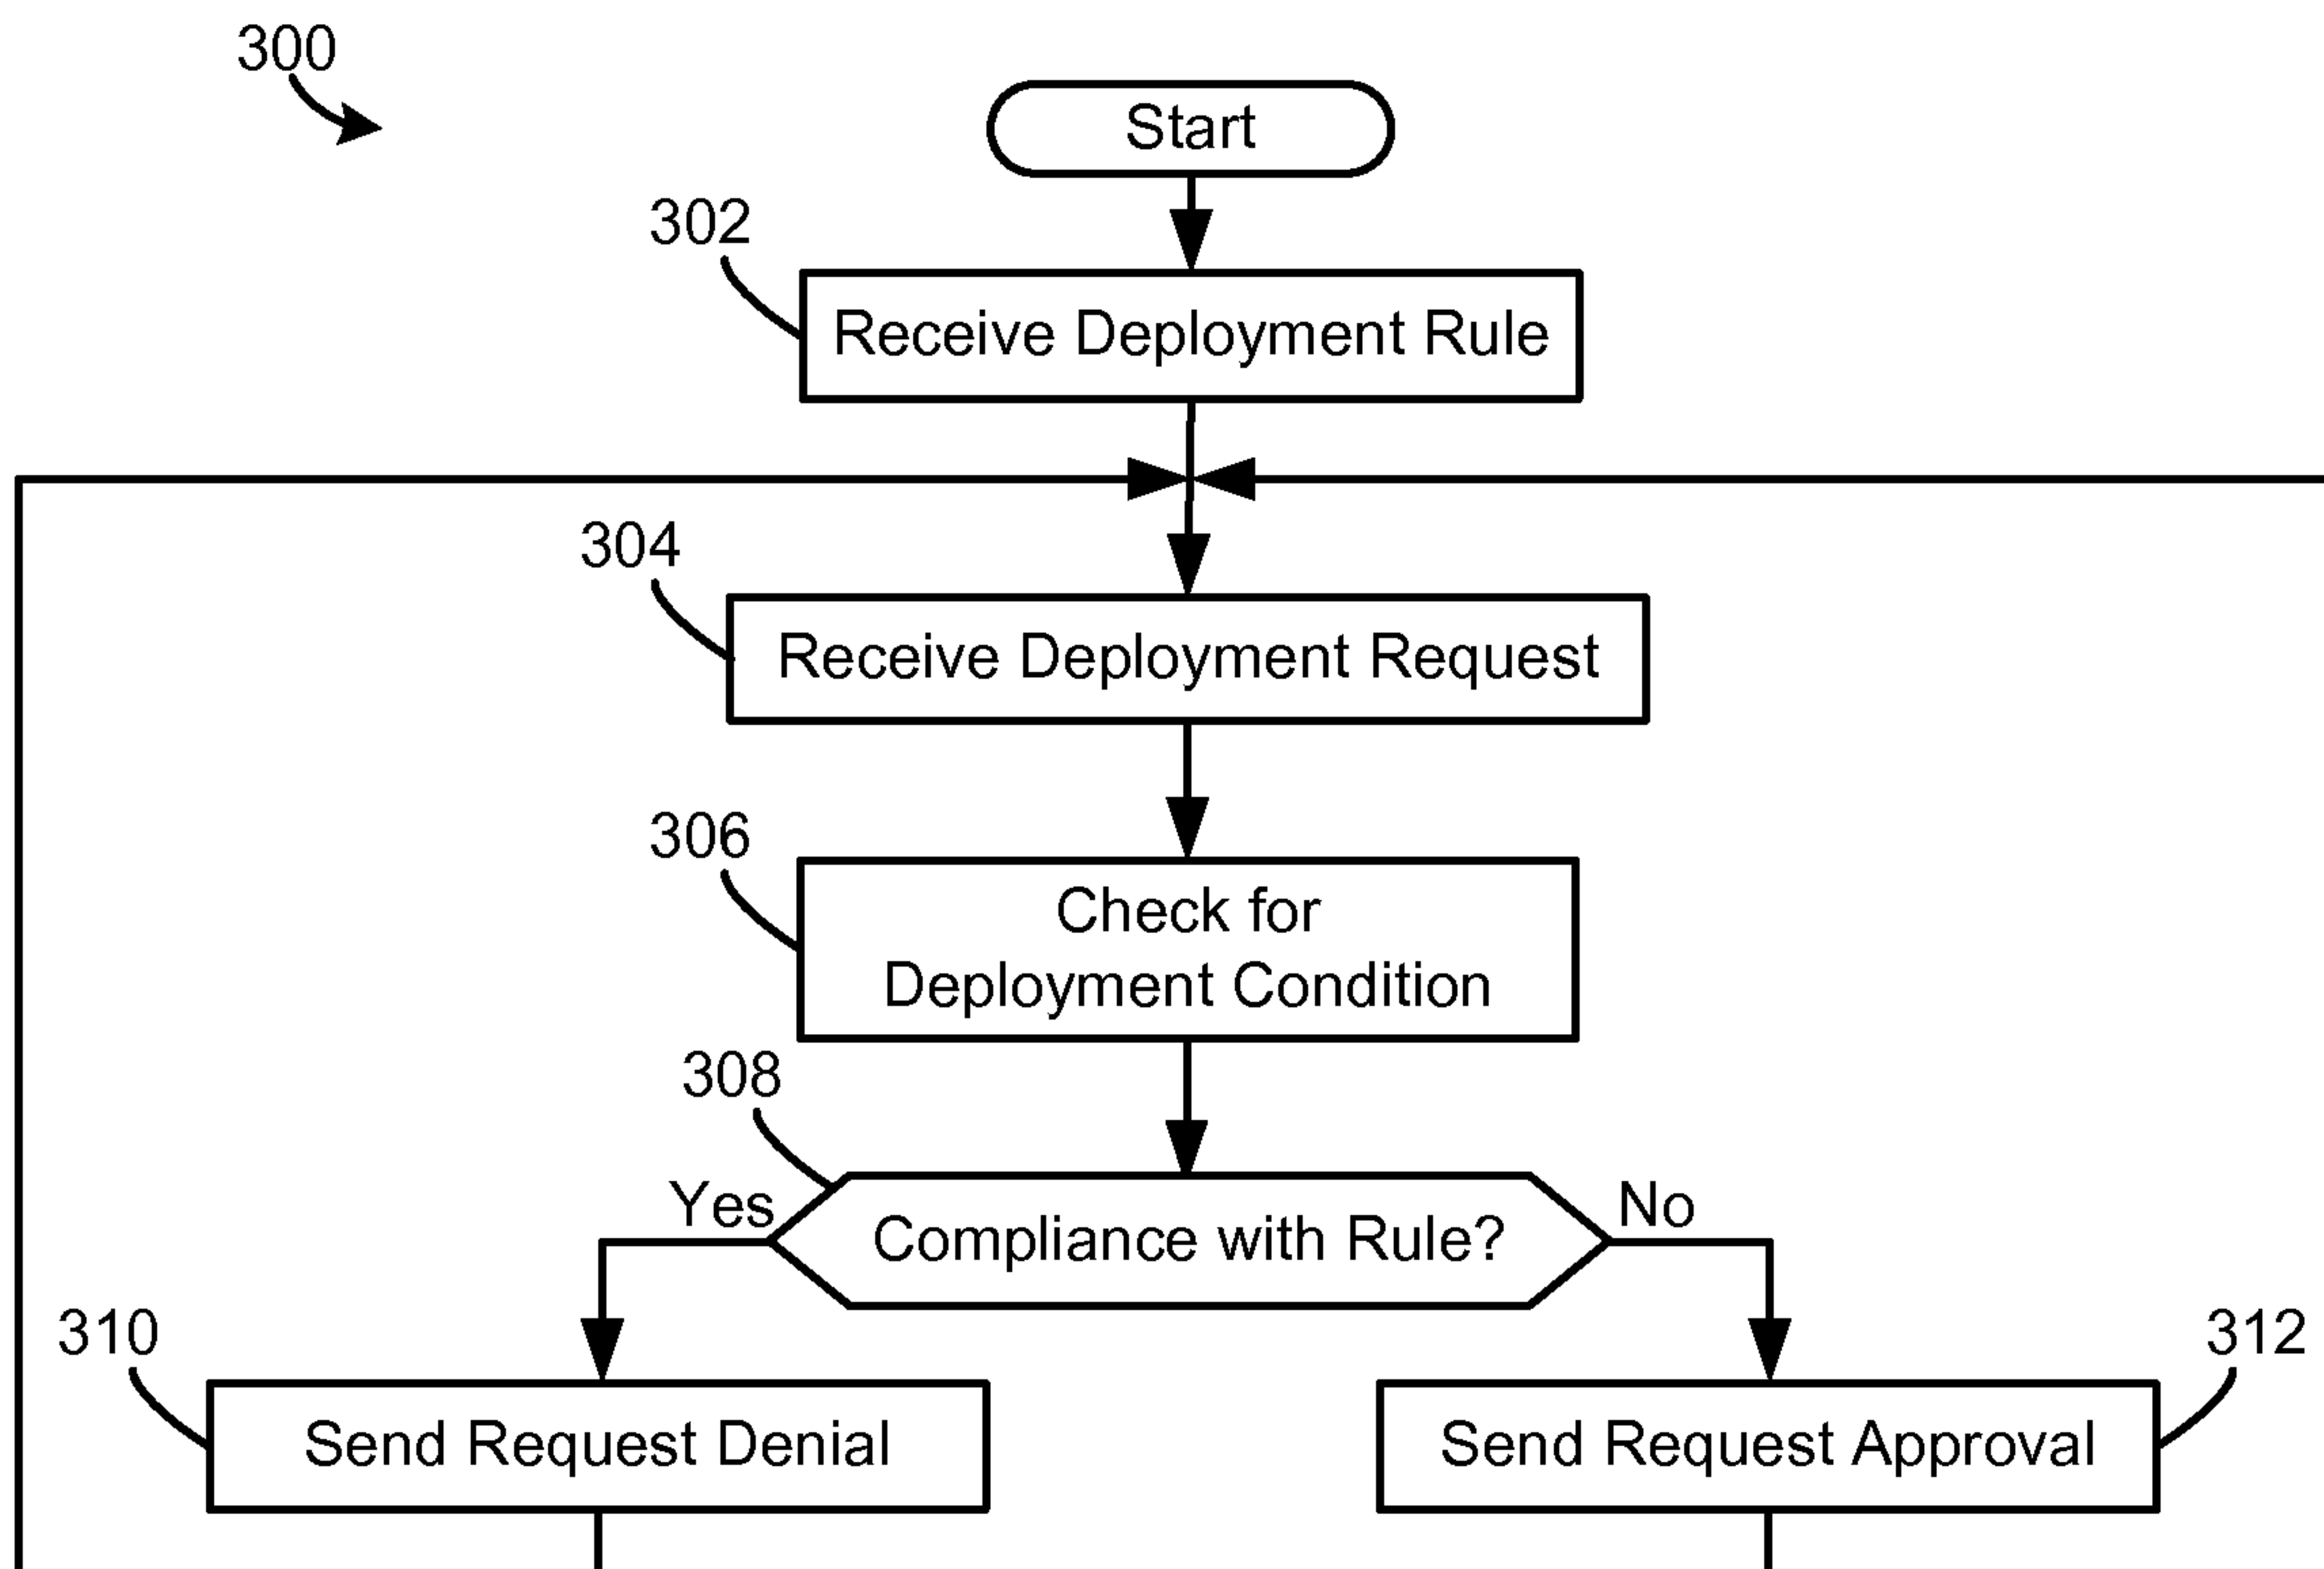 300
Start
302
Receive Deployment Rule
304
Receive Deployment Request
306
Check for
Deployment Condition
308
Yes
Compliance with Rule?
No
310
312
Send Request Denial
Send Request Approval